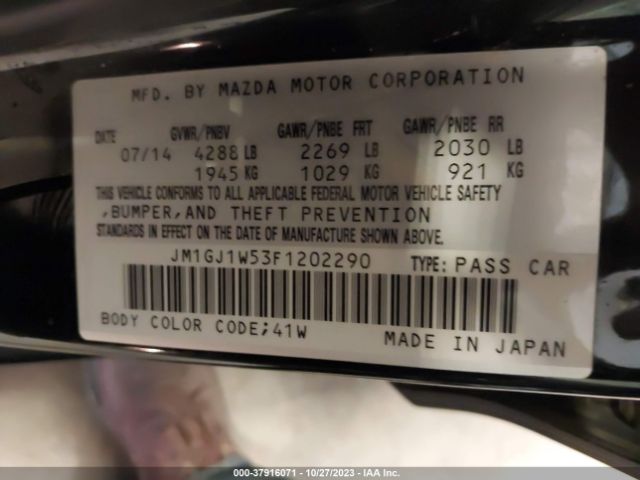 MFD. BY MAZDA MOTOR CORPORATION
DATE GVWR/PNBV GAWR/PNBE FRT GAWR/PNBE RR
07/14 4288 LB 2269 LB 2030 LB
1945 KG 1029 KG 921 KG
THIS VEHICLE CONFORMS TO ALL APPLICABLE FEDERAL MOTOR VEHICLE SAFETY
,BUMPER,AND THEFT PREVENTION
STANDARDS IN EFFECT ON THE DATE OF MANUFACTURE SHOWN ABOVE.
JM1GJ1W53F1202290 TYPE: PASS CAR
BODY COLOR CODE;41W MADE IN JAPAN
000-37916071 | 10/27/2023 | IAA Inc.